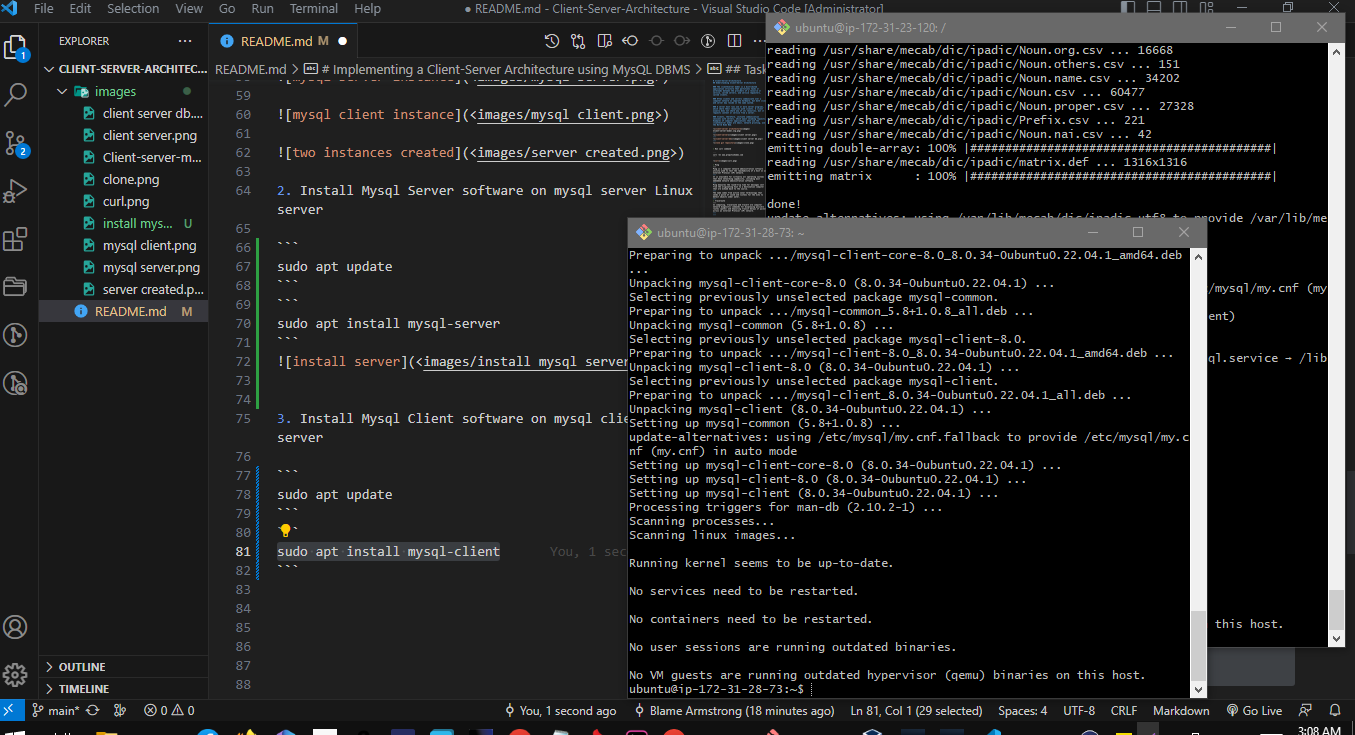 File Edit Selection View Go Run Terminal Help
● README.md - Client-Server-Architecture - Visual Studio Code [Administrator]
EXPLORER
CLIENT-SERVER-ARCHITEC...
images
client server db....
client server.png
Client-server-m...
clone.png
curl.png
install mys... U
mysql client.png
mysql server.png
server created.p...
README.md M
OUTLINE
TIMELINE
1
2
README.md M ●
README.md > # Implementing a Client-Server Architecture using MysQL DBMS > ## Task
59
60 ![mysql client instance](<images/mysql client.png>)
61
62 ![two instances created](<images/server created.png>)
63
64 2. Install Mysql Server software on mysql server Linux
server
65
66 ```
67 sudo apt update
68 ```
69 ```
70 sudo apt install mysql-server
71 ```
72 ![install server](<images/install mysql server
73
74
75 3. Install Mysql Client software on mysql clie
server
76
77 ```
78 sudo apt update
79 ```
80 ```
81 sudo apt install mysql-client You, 1 sec
82 ```
83
84
85
86
87
88
ubuntu@ip-172-31-23-120: /
reading /usr/share/mecab/dic/ipadic/Noun.org.csv ... 16668
reading /usr/share/mecab/dic/ipadic/Noun.others.csv ... 151
reading /usr/share/mecab/dic/ipadic/Noun.name.csv ... 34202
reading /usr/share/mecab/dic/ipadic/Noun.csv ... 60477
reading /usr/share/mecab/dic/ipadic/Noun.proper.csv ... 27328
reading /usr/share/mecab/dic/ipadic/Prefix.csv ... 221
reading /usr/share/mecab/dic/ipadic/Noun.nai.csv ... 42
emitting double-array: 100% |###########################################|
reading /usr/share/mecab/dic/ipadic/matrix.def ... 1316x1316
emitting matrix      : 100% |###########################################|
done!
update-alternatives: using /var/lib/mecab/dic/ipadic-utf8 to provide /var/lib/me
/mysql/my.cnf (my
ent)
ql.service → /lib
this host.
ubuntu@ip-172-31-28-73: ~
Preparing to unpack .../mysql-client-core-8.0_8.0.34-0ubuntu0.22.04.1_amd64.deb
...
Unpacking mysql-client-core-8.0 (8.0.34-0ubuntu0.22.04.1) ...
Selecting previously unselected package mysql-common.
Preparing to unpack .../mysql-common_5.8+1.0.8_all.deb ...
Unpacking mysql-common (5.8+1.0.8) ...
Selecting previously unselected package mysql-client-8.0.
Preparing to unpack .../mysql-client-8.0_8.0.34-0ubuntu0.22.04.1_amd64.deb ...
Unpacking mysql-client-8.0 (8.0.34-0ubuntu0.22.04.1) ...
Selecting previously unselected package mysql-client.
Preparing to unpack .../mysql-client_8.0.34-0ubuntu0.22.04.1_all.deb ...
Unpacking mysql-client (8.0.34-0ubuntu0.22.04.1) ...
Setting up mysql-common (5.8+1.0.8) ...
update-alternatives: using /etc/mysql/my.cnf.fallback to provide /etc/mysql/my.c
nf (my.cnf) in auto mode
Setting up mysql-client-core-8.0 (8.0.34-0ubuntu0.22.04.1) ...
Setting up mysql-client-8.0 (8.0.34-0ubuntu0.22.04.1) ...
Setting up mysql-client (8.0.34-0ubuntu0.22.04.1) ...
Processing triggers for man-db (2.10.2-1) ...
Scanning processes...
Scanning linux images...
Running kernel seems to be up-to-date.
No services need to be restarted.
No containers need to be restarted.
No user sessions are running outdated binaries.
No VM guests are running outdated hypervisor (qemu) binaries on this host.
ubuntu@ip-172-31-28-73:~$
main* 0 0 You, 1 second ago Blame Armstrong (18 minutes ago) Ln 81, Col 1 (29 selected) Spaces: 4 UTF-8 CRLF Markdown Go Live
3:08 AM